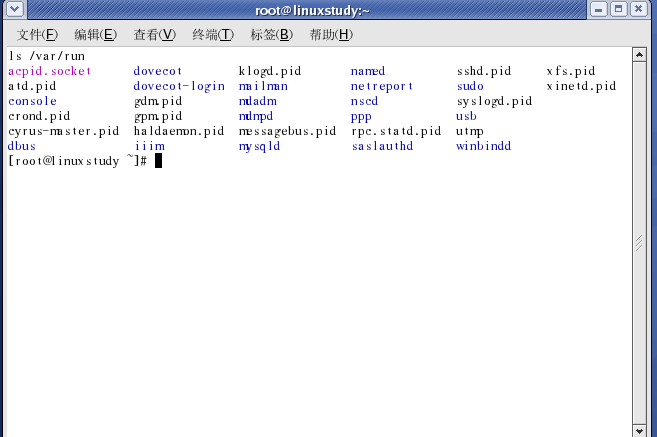 root@linuxstudy:~
文件(F) 编辑(E) 查看(V) 终端(T) 标签(B) 帮助(H)
ls /var/run
acpid.socket dovecot klogd.pid named sshd.pid xfs.pid
atd.pid dovecot-login mailman netreport sudo xinetd.pid
console gdm.pid mdadm nscd syslogd.pid
crond.pid gpm.pid mdmpd ppp usb
cyrus-master.pid haldaemon.pid messagebus.pid rpc.statd.pid utmp
dbus iiim mysqld saslauthd winbindd
[root@linuxstudy ~]#